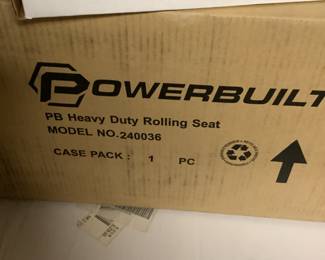 POWERBUILT
PB Heavy Duty Rolling Seat
MODEL NO.240036
CASE PACK: 1 PC